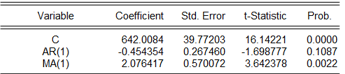 Variable Coefficient Std. Error t-Statistic Prob.
C 642.0084 39.77203 16.14221 0.0000
AR(1) -0.454354 0.267460 -1.698777 0.1087
MA(1) 2.076417 0.570072 3.642378 0.0022